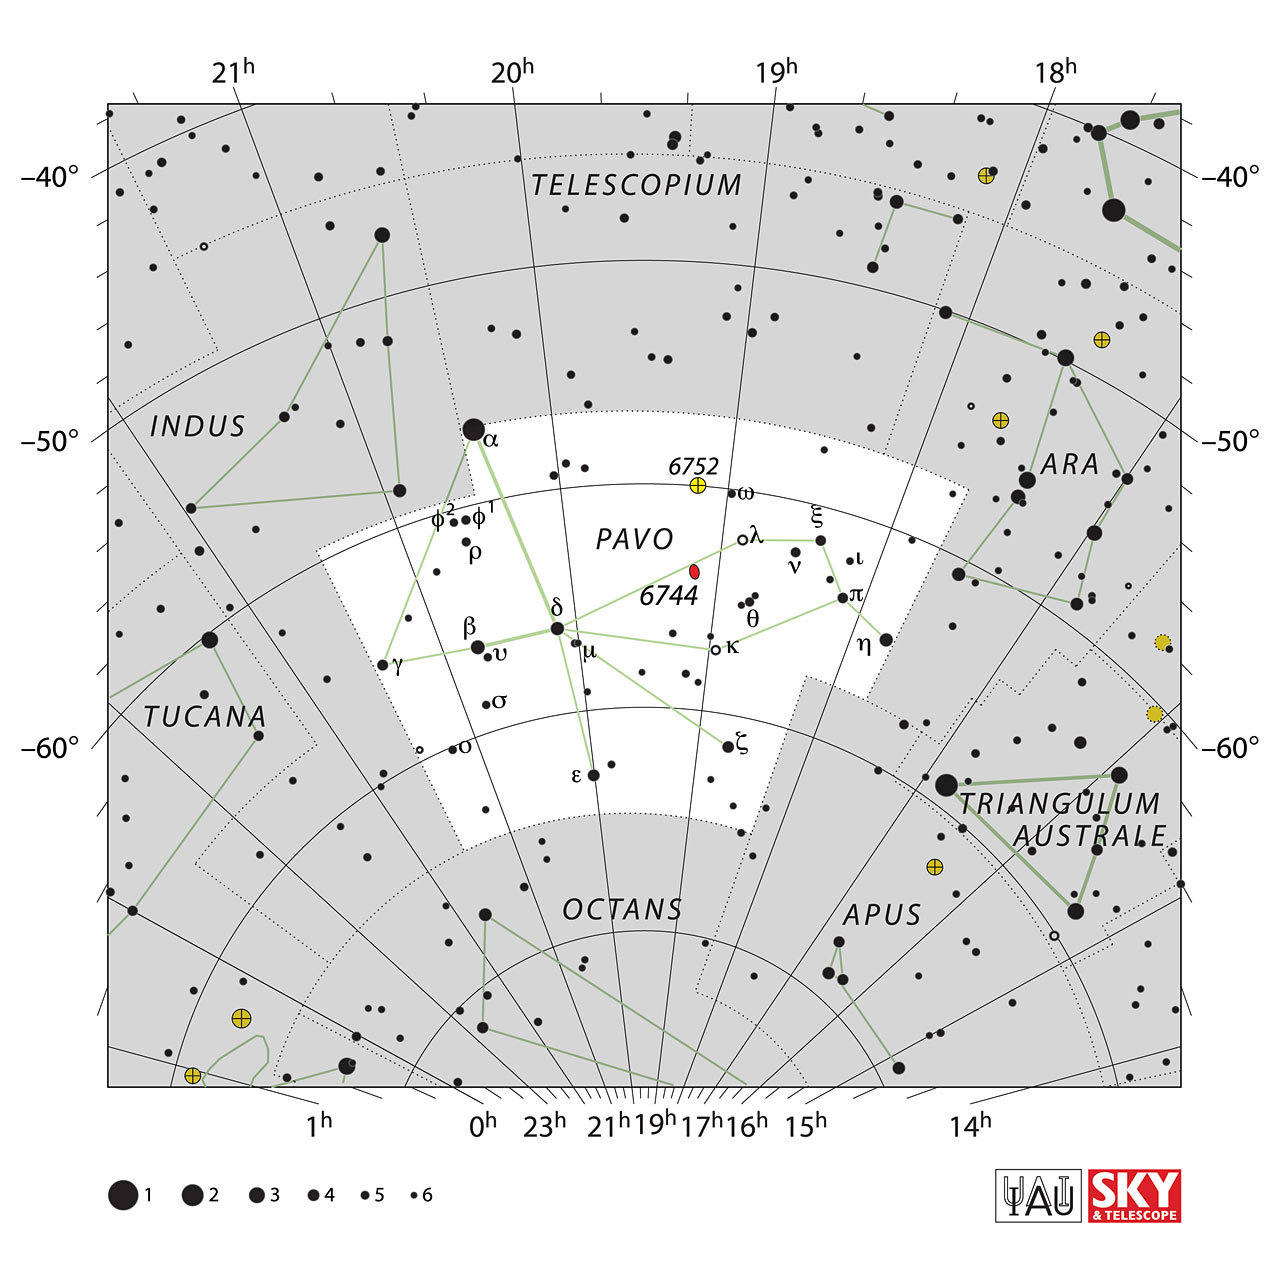 21ʰ 20ʰ 19ʰ 18ʰ
–40° –40°
TELESCOPIUM
INDUS
–50° –50°
α
ARA
6752
ω
φ² φ¹
ξ
PAVO
λ
ρ
ν ι
6744
π
θ
δ
β
η
υ μ κ
γ
σ
TUCANA
–60° –60°
ο
ζ
ε
TRIANGULUM
AUSTRALE
OCTANS
APUS
1ʰ 0ʰ 23ʰ 21ʰ 19ʰ 17ʰ 16ʰ 15ʰ 14ʰ
1 2 3 4 5 6
IAU
SKY
& TELESCOPE